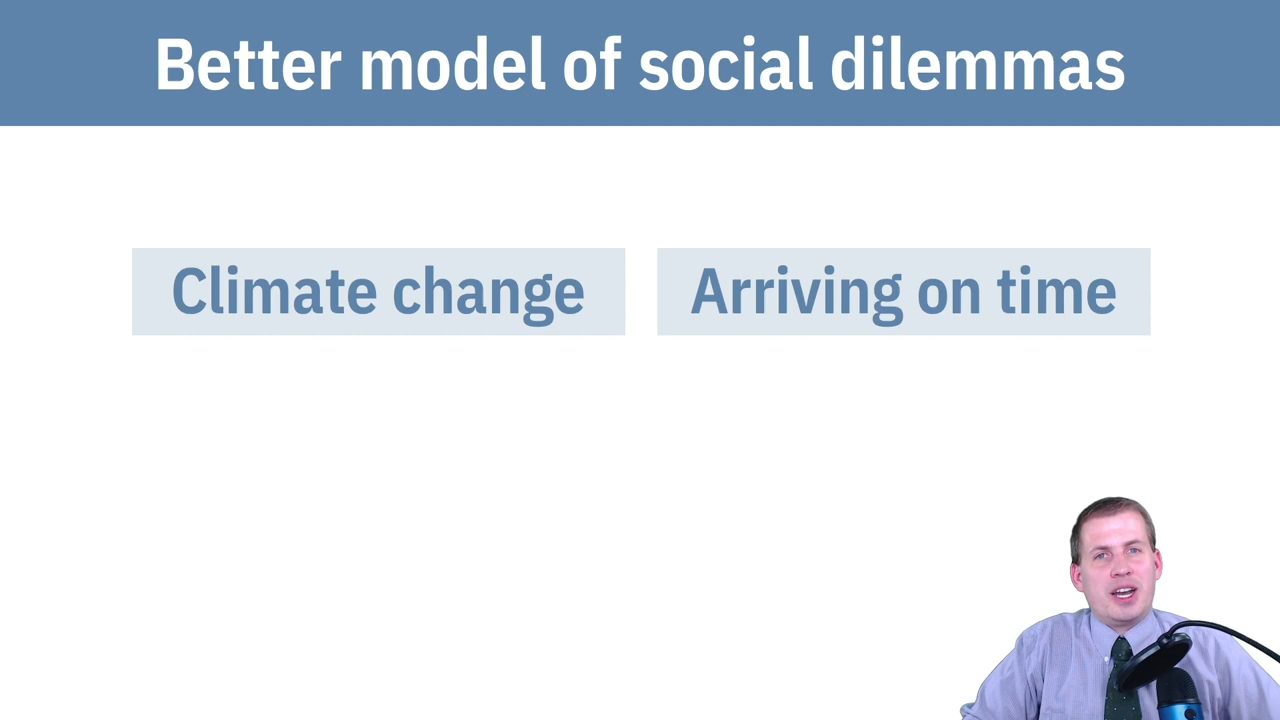 Better model of social dilemmas
Climate change
Arriving on time